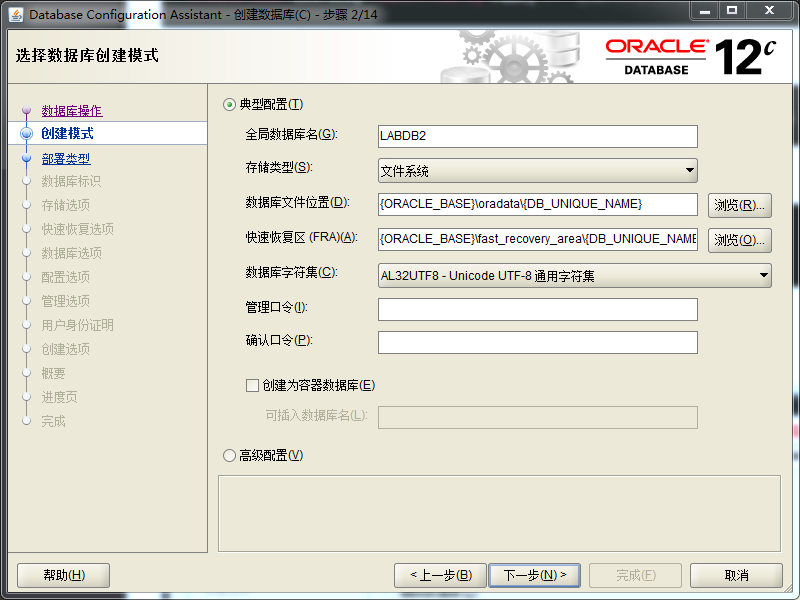 Database Configuration Assistant - 创建数据库(C) - 步骤 2/14
选择数据库创建模式
ORACLE®
DATABASE
12c
数据库操作
创建模式
部署类型
数据库标识
存储选项
快速恢复选项
数据库选项
配置选项
管理选项
用户身份证明
创建选项
概要
进度页
完成
典型配置(T)
全局数据库名(G): LABDB2
存储类型(S): 文件系统
数据库文件位置(D): {ORACLE_BASE}\oradata\{DB_UNIQUE_NAME} 浏览(R)...
快速恢复区 (FRA)(A): {ORACLE_BASE}\fast_recovery_area\{DB_UNIQUE_NAME 浏览(O)...
数据库字符集(C): AL32UTF8 - Unicode UTF-8 通用字符集
管理口令(I):
确认口令(P):
创建为容器数据库(E)
可插入数据库名(L):
高级配置(V)
帮助(H) < 上一步(B) 下一步(N) > 完成(F) 取消